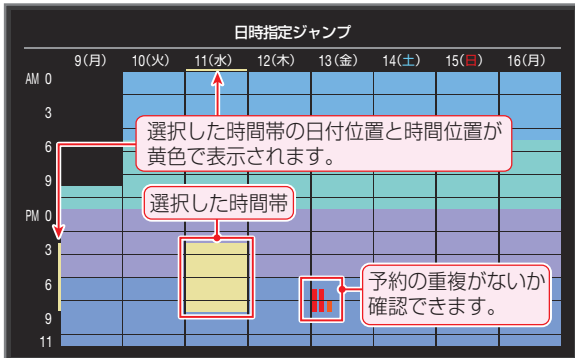 日時指定ジャンプ
9(月) 10(火) 11(水) 12(木) 13(金) 14(土) 15(日) 16(月)
AM 0
3
選択した時間帯の日付位置と時間位置が
黄色で表示されます。
6
9
選択した時間帯
PM 0
3
予約の重複がないか
確認できます。
6
9
11